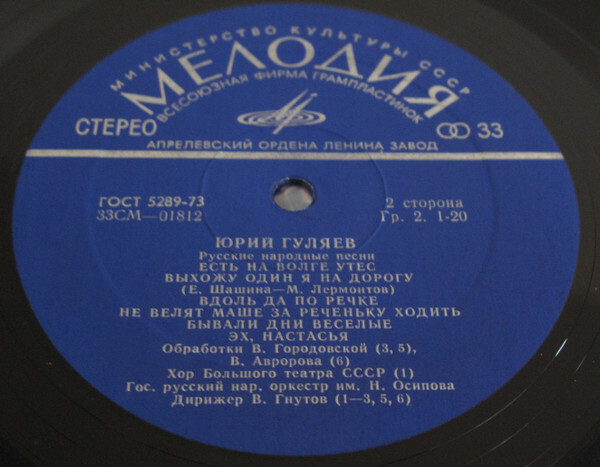 МИНИСТЕРСТВО КУЛЬТУРЫ СССР
МЕЛОДИЯ
ВСЕСОЮЗНАЯ ФИРМА ГРАМПЛАСТИНОК
СТЕРЕО 33
АПРЕЛЕВСКИЙ ОРДЕНА ЛЕНИНА ЗАВОД
ГОСТ 5289-73 2 сторона
33СМ—01812 Гр. 2. 1-20
ЮРИЙ ГУЛЯЕВ
Русские народные песни
ЕСТЬ НА ВОЛГЕ УТЕС
ВЫХОЖУ ОДИН Я НА ДОРОГУ
(Е. Шашина—М. Лермонтов)
ВДОЛЬ ДА ПО РЕЧКЕ
НЕ ВЕЛЯТ МАШЕ ЗА РЕЧЕНЬКУ ХОДИТЬ
БЫВАЛИ ДНИ ВЕСЕЛЫЕ
ЭХ, НАСТАСЬЯ
Обработки В. Городовской (3, 5),
В. Авророва (6)
Хор Большого театра СССР (1)
Гос. русский нар. оркестр им. Н. Осипова
Дирижер В. Гнутов (1—3, 5, 6)